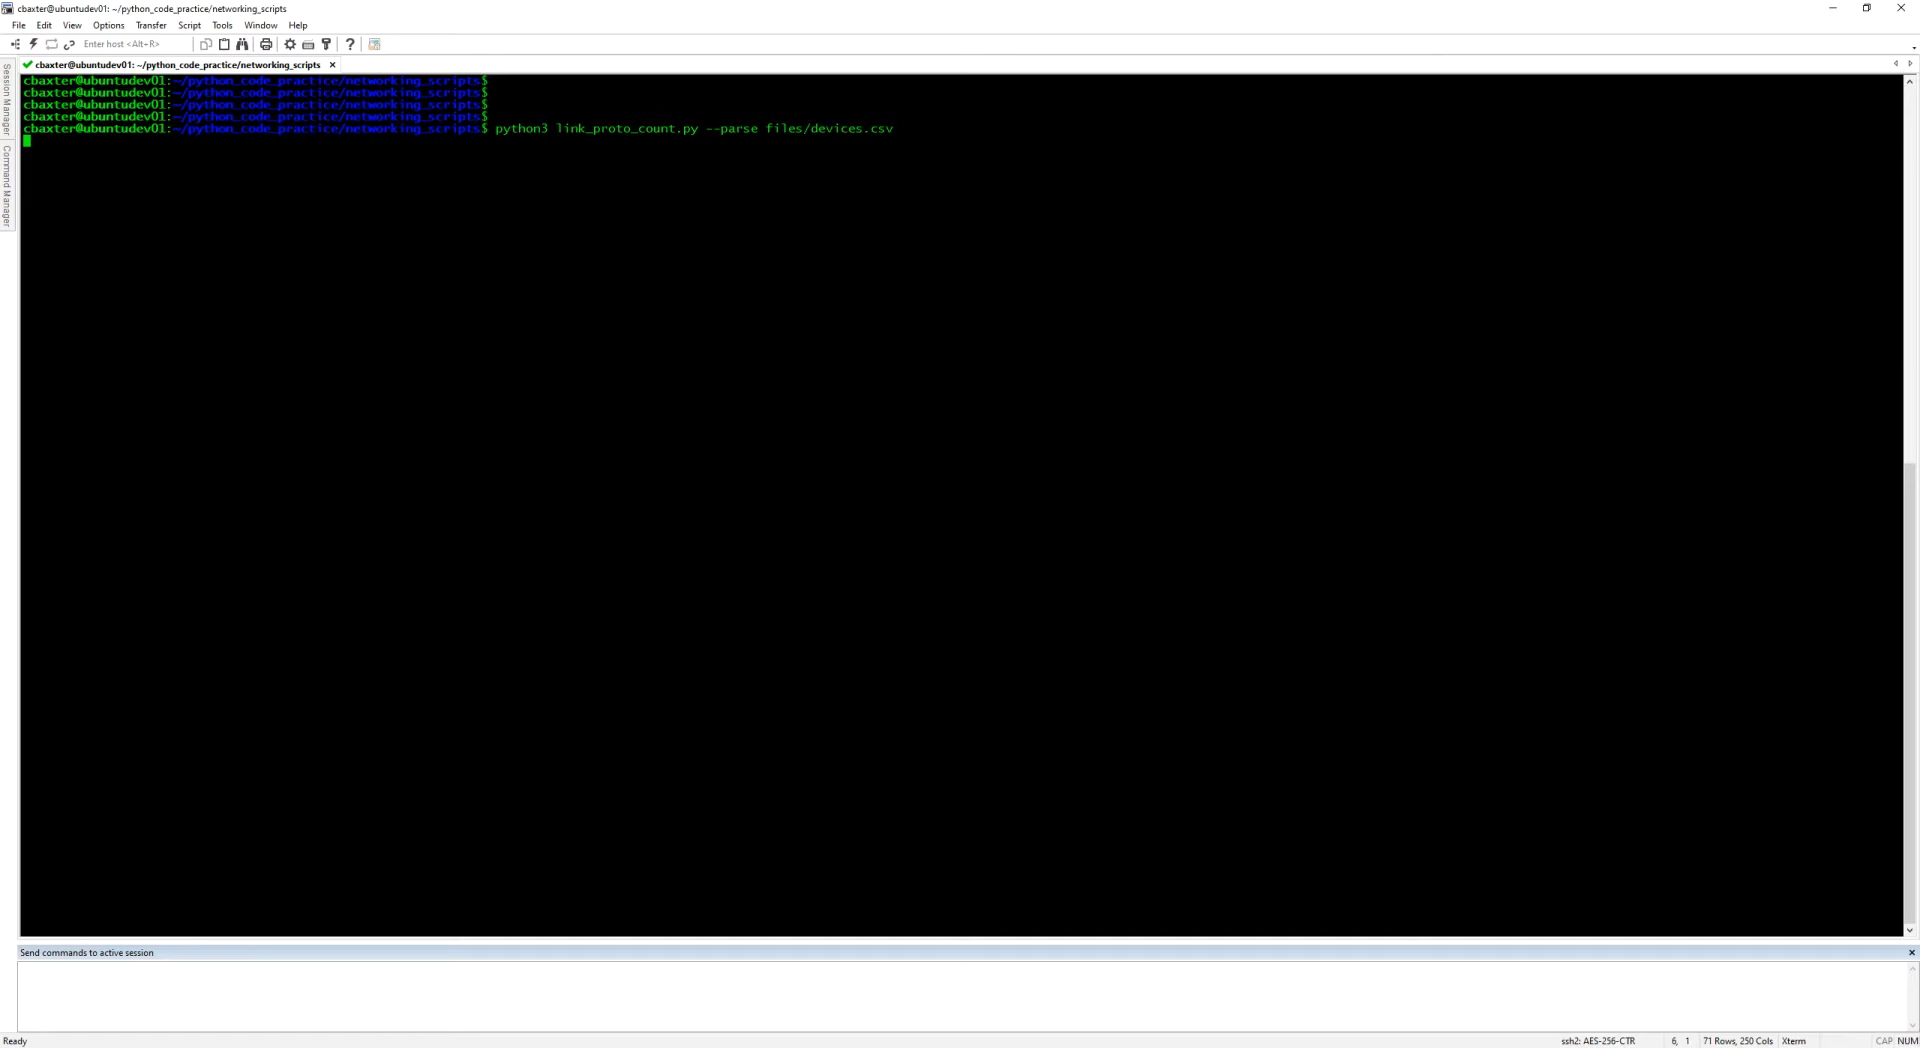 cbaxter@ubuntudev01: ~/python_code_practice/networking_scripts
File Edit View Options Transfer Script Tools Window Help
Enter host <Alt+R>
cbaxter@ubuntudev01: ~/python_code_practice/networking_scripts
Session Manager
Command Manager
cbaxter@ubuntudev01:~/python_code_practice/networking_scripts$
cbaxter@ubuntudev01:~/python_code_practice/networking_scripts$
cbaxter@ubuntudev01:~/python_code_practice/networking_scripts$
cbaxter@ubuntudev01:~/python_code_practice/networking_scripts$
cbaxter@ubuntudev01:~/python_code_practice/networking_scripts$ python3 link_proto_count.py --parse files/devices.csv
Send commands to active session
Ready
ssh2: AES-256-CTR 6, 1 71 Rows, 250 Cols Xterm CAP NUM